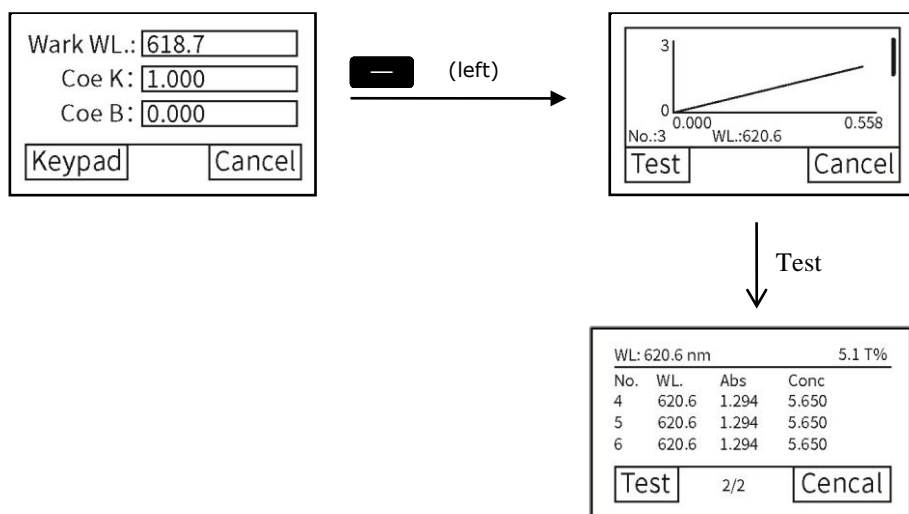 Wark WL.: 618.7
Coe K: 1.000
Coe B: 0.000
Keypad Cancel
— (left)
3
0
0.000 0.558
No.:3 WL.:620.6
Test Cancel
Test
WL: 620.6 nm 5.1 T%
No. WL. Abs Conc
4 620.6 1.294 5.650
5 620.6 1.294 5.650
6 620.6 1.294 5.650
Test 2/2 Cencal